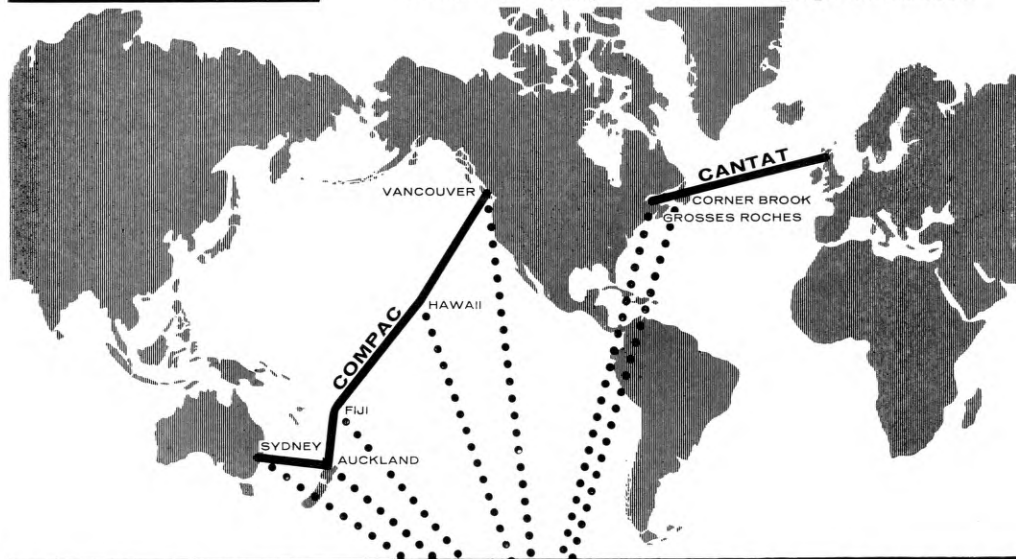 CANTAT
VANCOUVER
CORNER BROOK
GROSSES ROCHES
HAWAII
COMPAC
FIJI
SYDNEY
AUCKLAND